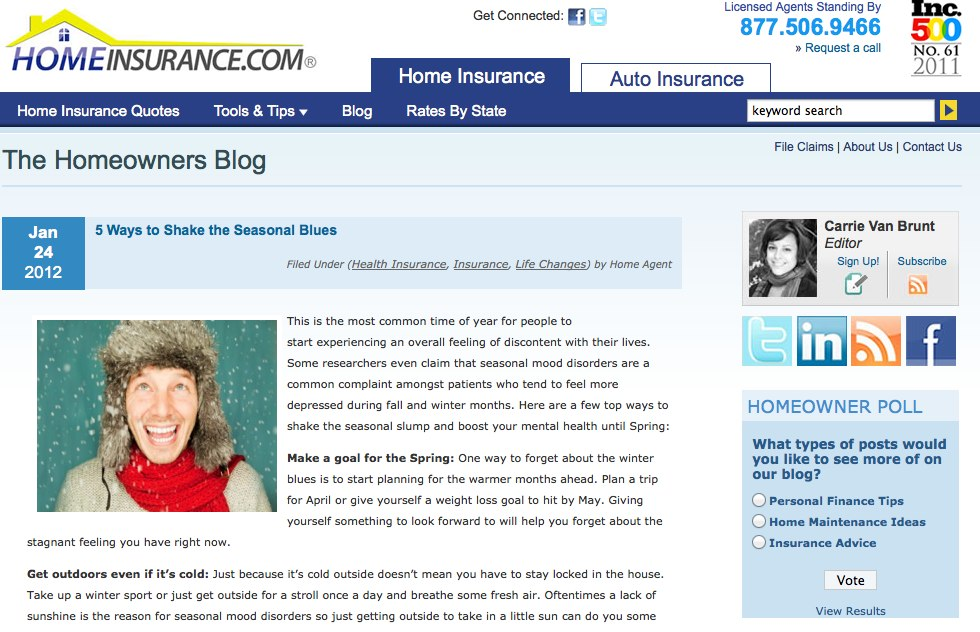 Get Connected:
Licensed Agents Standing By
877.506.9466
» Request a call
Inc.
500
NO. 61
2011
HOMEINSURANCE.COM®
Home Insurance
Auto Insurance
Home Insurance Quotes
Tools & Tips
Blog
Rates By State
keyword search
File Claims | About Us | Contact Us
The Homeowners Blog
Jan
24
2012
5 Ways to Shake the Seasonal Blues
Filed Under (Health Insurance, Insurance, Life Changes) by Home Agent
This is the most common time of year for people to
start experiencing an overall feeling of discontent with their lives.
Some researchers even claim that seasonal mood disorders are a
common complaint amongst patients who tend to feel more
depressed during fall and winter months. Here are a few top ways to
shake the seasonal slump and boost your mental health until Spring:
Make a goal for the Spring: One way to forget about the winter
blues is to start planning for the warmer months ahead. Plan a trip
for April or give yourself a weight loss goal to hit by May. Giving
yourself something to look forward to will help you forget about the
stagnant feeling you have right now.
Get outdoors even if it's cold: Just because it's cold outside doesn't mean you have to stay locked in the house.
Take up a winter sport or just get outside for a stroll once a day and breathe some fresh air. Oftentimes a lack of
sunshine is the reason for seasonal mood disorders so just getting outside to take in a little sun can do you some
Carrie Van Brunt
Editor
Sign Up!
Subscribe
t
in
f
HOMEOWNER POLL
What types of posts would
you like to see more of on
our blog?
Personal Finance Tips
Home Maintenance Ideas
Insurance Advice
Vote
View Results